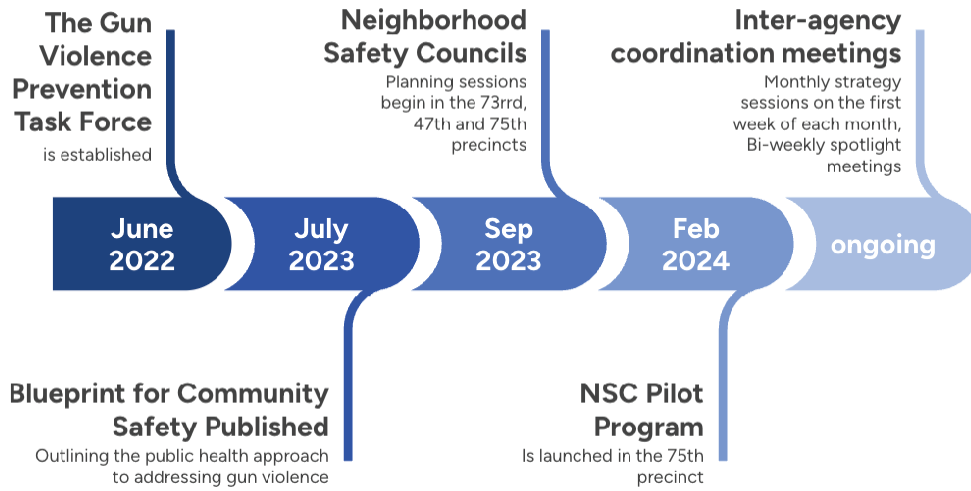 The Gun
Violence
Prevention
Task Force
is established
Neighborhood
Safety Councils
Planning sessions
begin in the 73rrd,
47th and 75th
precincts
Inter-agency
coordination meetings
Monthly strategy
sessions on the first
week of each month,
Bi-weekly spotlight
meetings
June
2022
July
2023
Sep
2023
Feb
2024
ongoing
Blueprint for Community
Safety Published
Outlining the public health approach
to addressing gun violence
NSC Pilot
Program
Is launched in the 75th
precinct